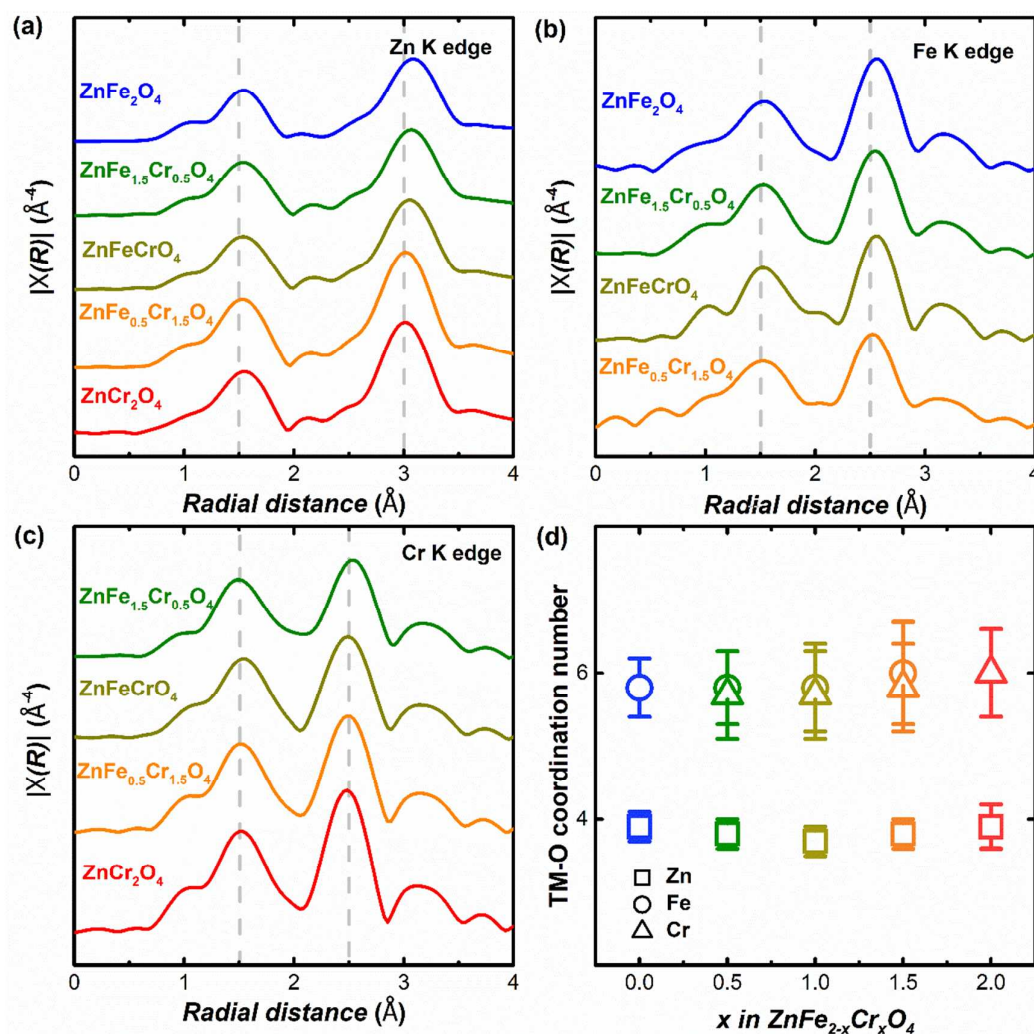 (a)
Zn K edge
ZnFe₂O₄
ZnFe₁.₅Cr₀.₅O₄
ZnFeCrO₄
ZnFe₀.₅Cr₁.₅O₄
ZnCr₂O₄
|X(R)| (Å⁻⁴)
0 1 2 3 4
Radial distance (Å)
(b)
Fe K edge
ZnFe₂O₄
ZnFe₁.₅Cr₀.₅O₄
ZnFeCrO₄
ZnFe₀.₅Cr₁.₅O₄
|X(R)| (Å⁻⁴)
0 1 2 3 4
Radial distance (Å)
(c)
Cr K edge
ZnFe₁.₅Cr₀.₅O₄
ZnFeCrO₄
ZnFe₀.₅Cr₁.₅O₄
ZnCr₂O₄
|X(R)| (Å⁻⁴)
0 1 2 3 4
Radial distance (Å)
(d)
TM-O coordination number
6
4
Zn
Fe
Cr
0.0 0.5 1.0 1.5 2.0
x in ZnFe₂₋ₓCrₓO₄